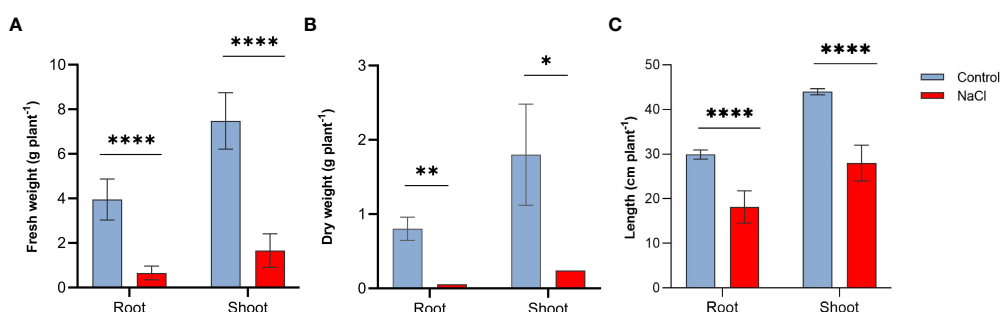 A
Fresh weight (g plant-1)
10
8
6
4
2
0
****
****
Root
Shoot
B
Dry weight (g plant-1)
3
2
1
0
**
*
Root
Shoot
C
Length (cm plant-1)
50
40
30
20
10
0
****
****
Root
Shoot
Control
NaCl